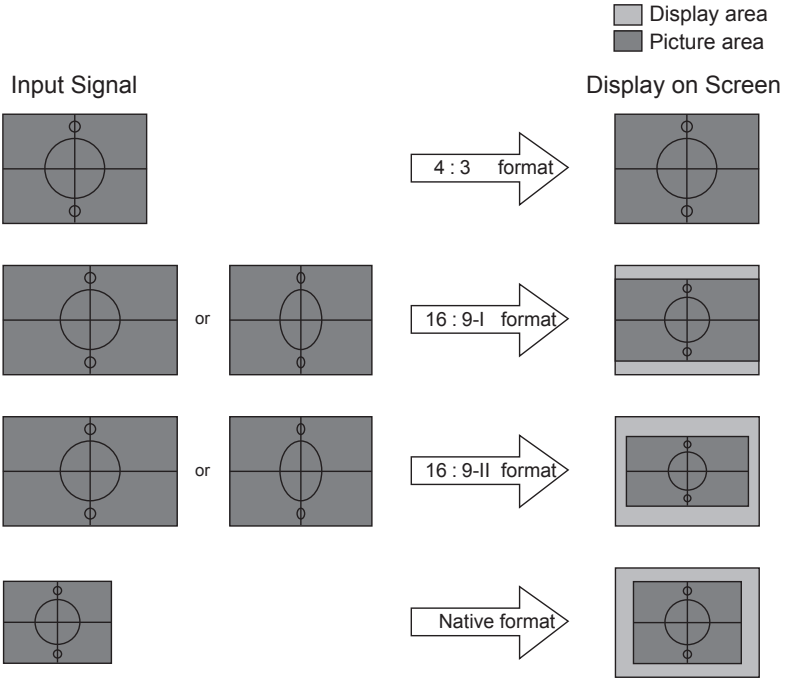 Display area
Picture area
Input Signal
Display on Screen
4 : 3 format
or
16 : 9-I format
or
16 : 9-II format
Native format